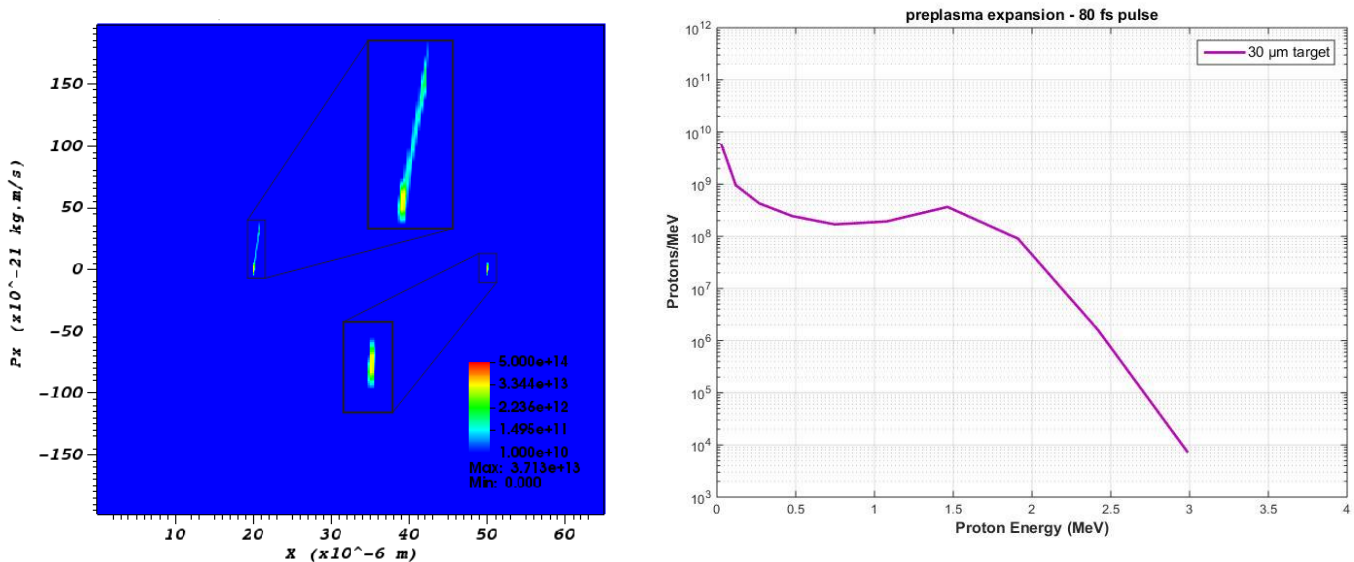 150
100
50
0
-50
-100
-150
Px (x10^-21 kg.m/s)
5.000e+14
3.344e+13
2.236e+12
1.495e+11
1.000e+10
Max: 3.713e+13
Min: 0.000
10 20 30 40 50 60
X (x10^-6 m)
preplasma expansion - 80 fs pulse
30 µm target
10^12
10^11
10^10
10^9
10^8
10^7
10^6
10^5
10^4
10^3
Protons/MeV
0 0.5 1 1.5 2 2.5 3 3.5 4
Proton Energy (MeV)